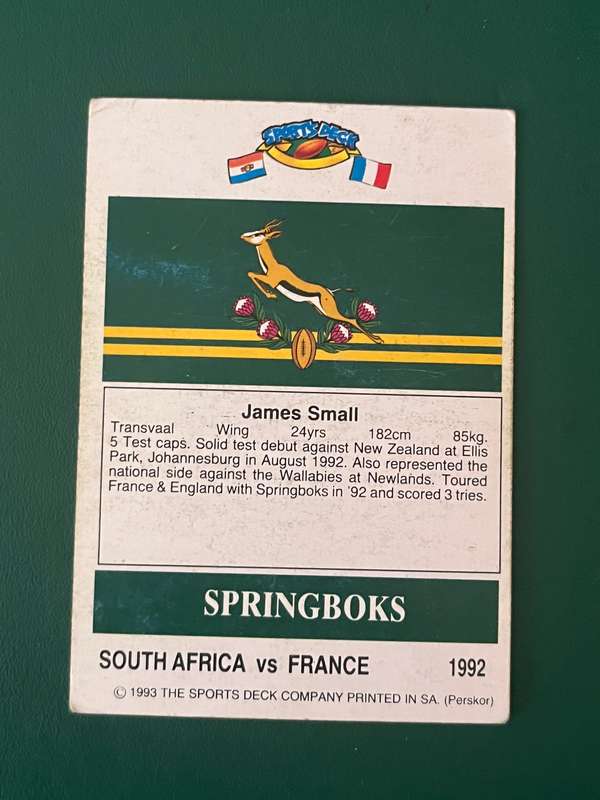 SPORTS DECK
James Small
Transvaal Wing 24yrs 182cm 85kg.
5 Test caps. Solid test debut against New Zealand at Ellis
Park, Johannesburg in August 1992. Also represented the
national side against the Wallabies at Newlands. Toured
France & England with Springboks in '92 and scored 3 tries.
SPRINGBOKS
SOUTH AFRICA vs FRANCE 1992
© 1993 THE SPORTS DECK COMPANY PRINTED IN SA. (Perskor)